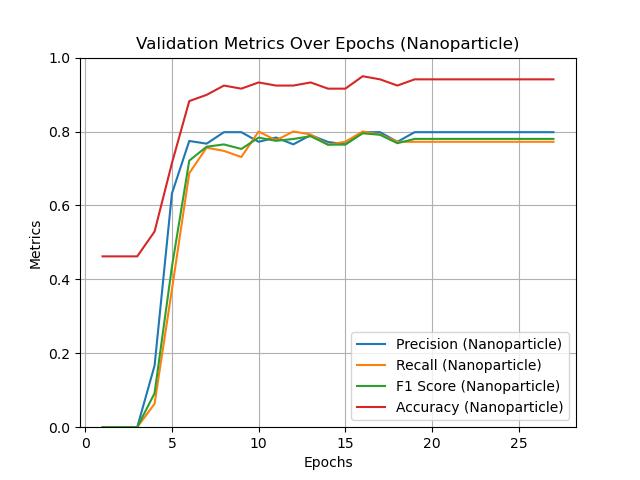 Validation Metrics Over Epochs (Nanoparticle)
1.0
0.8
0.6
0.4
0.2
0.0
Metrics
0 5 10 15 20 25
Epochs
Precision (Nanoparticle)
Recall (Nanoparticle)
F1 Score (Nanoparticle)
Accuracy (Nanoparticle)